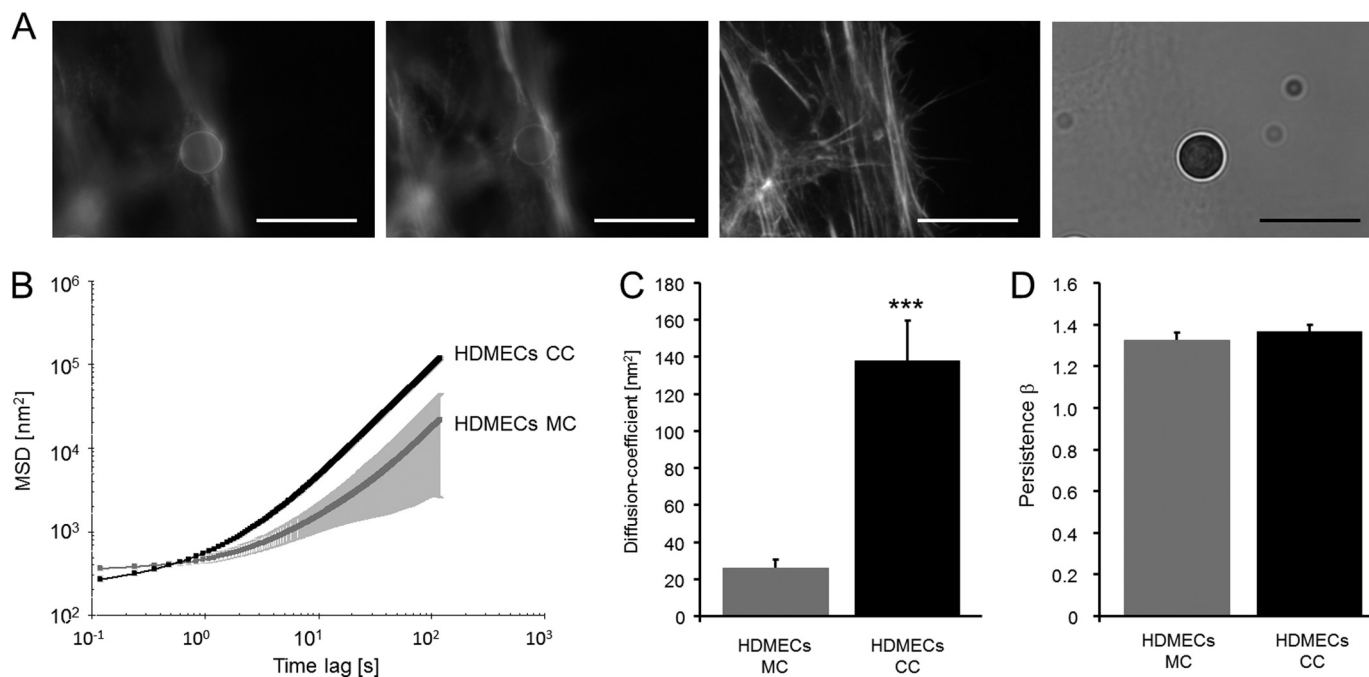 A
B
MSD [nm²]
10⁶
10⁵
10⁴
10³
10²
10⁻¹
10⁰
10¹
10²
10³
Time lag [s]
HDMECs CC
HDMECs MC
C
Diffusion-coefficient [nm²]
180
160
140
120
100
80
60
40
20
0
***
HDMECs
MC
HDMECs
CC
D
Persistence β
1.6
1.4
1.2
1
0.8
0.6
0.4
0.2
0
HDMECs
MC
HDMECs
CC